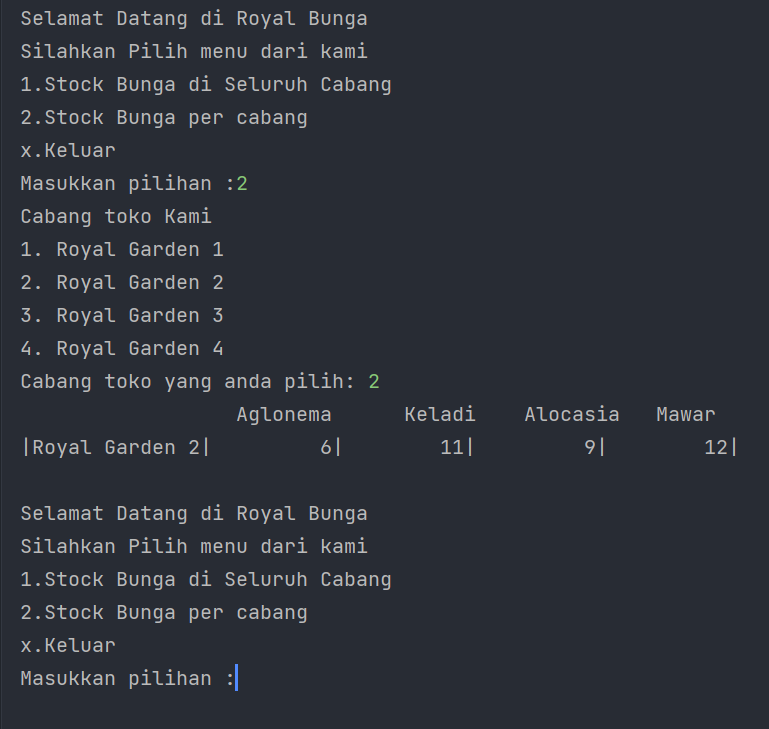 Selamat Datang di Royal Bunga
Silahkan Pilih menu dari kami
1.Stock Bunga di Seluruh Cabang
2.Stock Bunga per cabang
x.Keluar
Masukkan pilihan :2
Cabang toko Kami
1. Royal Garden 1
2. Royal Garden 2
3. Royal Garden 3
4. Royal Garden 4
Cabang toko yang anda pilih: 2
                  Aglonema      Keladi    Alocasia   Mawar
|Royal Garden 2|         6|        11|         9|        12|
Selamat Datang di Royal Bunga
Silahkan Pilih menu dari kami
1.Stock Bunga di Seluruh Cabang
2.Stock Bunga per cabang
x.Keluar
Masukkan pilihan :